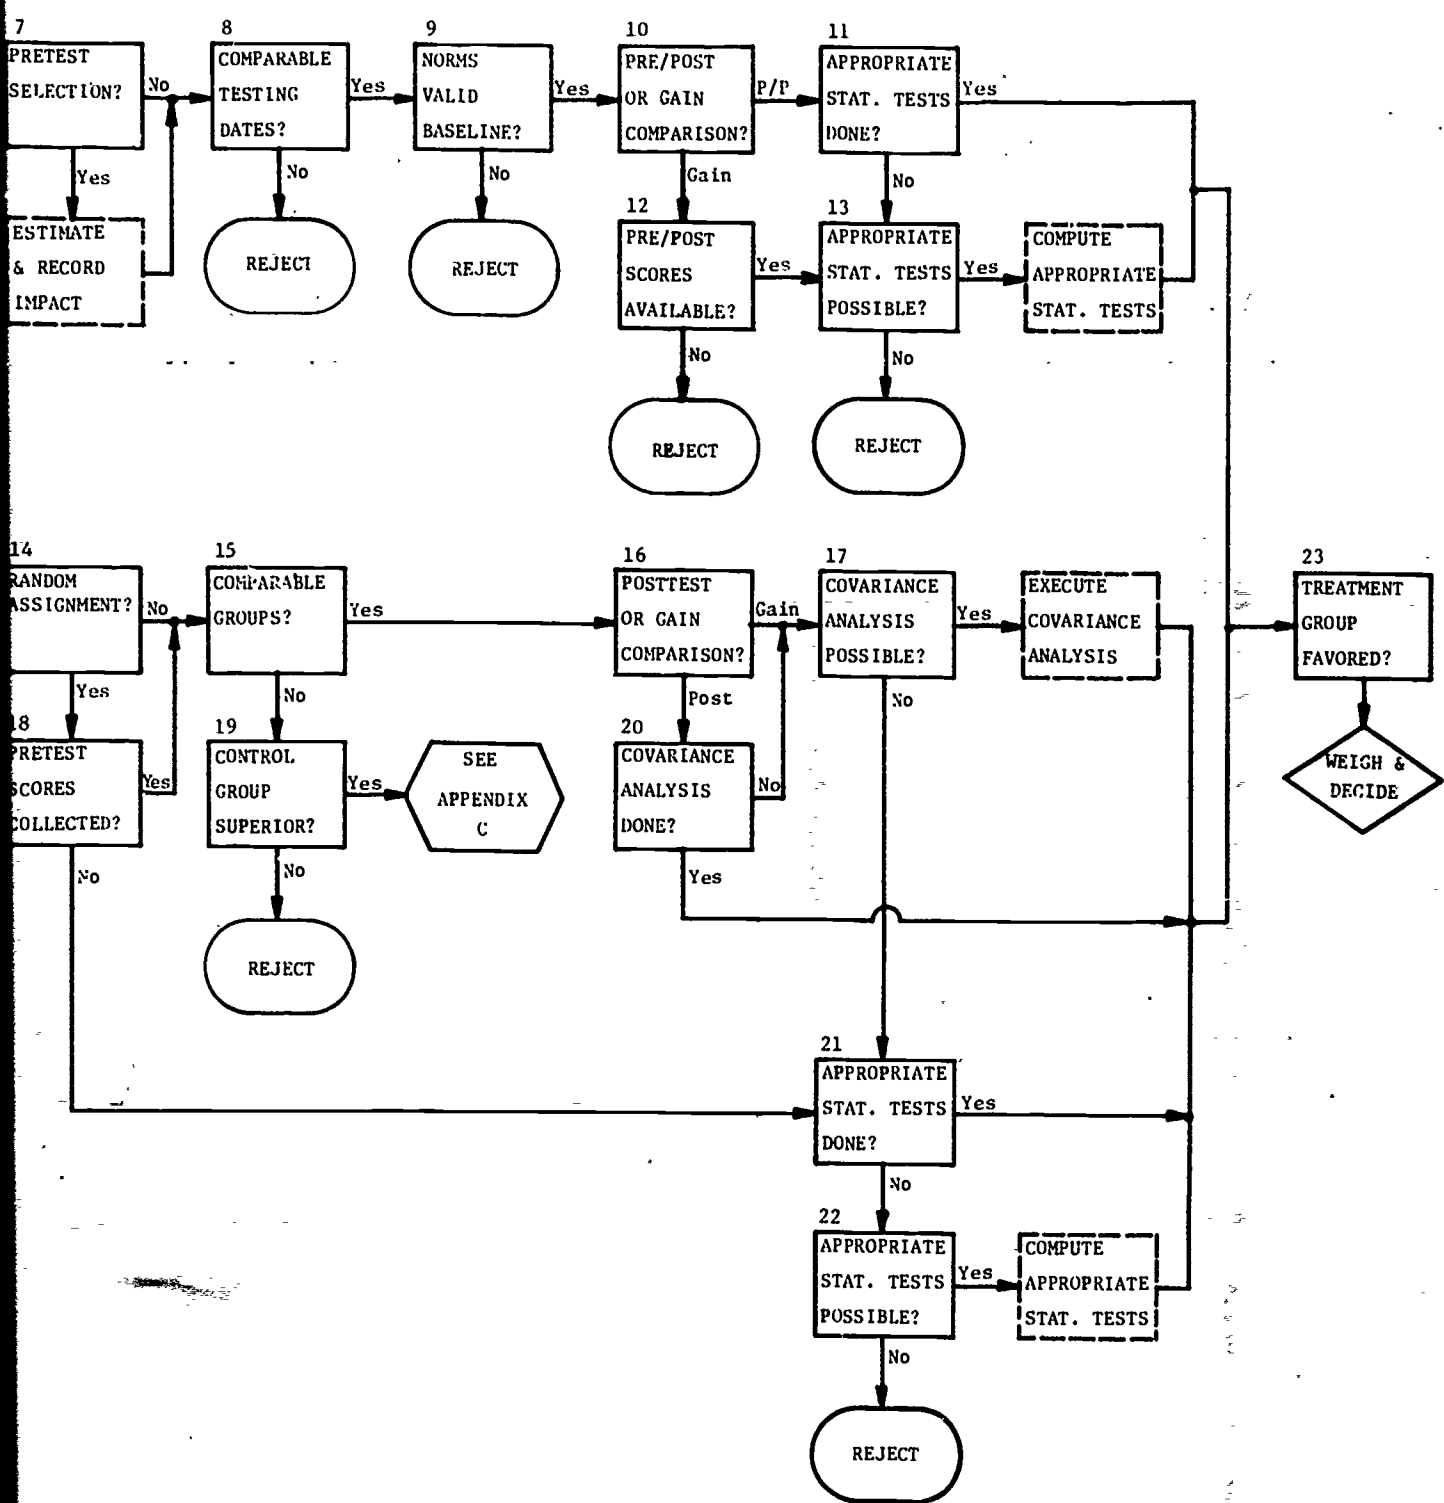 7
PRETEST
SELECTION?
No
Yes
ESTIMATE
& RECORD
IMPACT
8
COMPARABLE
TESTING
DATES?
Yes
No
REJECT
9
NORMS
VALID
BASELINE?
Yes
No
REJECT
10
PRE/POST
OR GAIN
COMPARISON?
P/P
Gain
11
APPROPRIATE
STAT. TESTS
DONE?
Yes
No
12
PRE/POST
SCORES
AVAILABLE?
Yes
No
REJECT
13
APPROPRIATE
STAT. TESTS
POSSIBLE?
Yes
No
REJECT
COMPUTE
APPROPRIATE
STAT. TESTS
14
RANDOM
ASSIGNMENT?
No
Yes
15
COMPARABLE
GROUPS?
Yes
No
16
POSTTEST
OR GAIN
COMPARISON?
Gain
Post
17
COVARIANCE
ANALYSIS
POSSIBLE?
Yes
No
EXECUTE
COVARIANCE
ANALYSIS
23
TREATMENT
GROUP
FAVORED?
WEIGH &
DECIDE
18
PRETEST
SCORES
COLLECTED?
Yes
No
19
CONTROL
GROUP
SUPERIOR?
Yes
No
REJECT
SEE
APPENDIX
C
20
COVARIANCE
ANALYSIS
DONE?
No
Yes
21
APPROPRIATE
STAT. TESTS
DONE?
Yes
No
22
APPROPRIATE
STAT. TESTS
POSSIBLE?
Yes
No
REJECT
COMPUTE
APPROPRIATE
STAT. TESTS